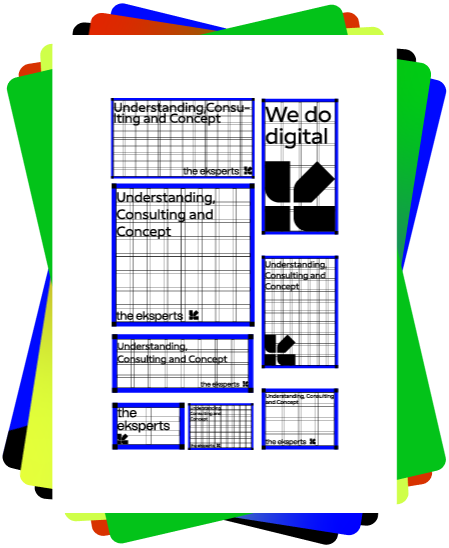 Understanding Consu-
lting and Concept
the eksperts
We do
digital
Understanding,
Consulting and
Concept
the eksperts
Understanding,
Consulting and
Concept
Understanding,
Consulting and Concept
the eksperts
the
eksperts
Understanding,
Consulting and
Concept
the eksperts
Understanding, Consulting
and Concept
the eksperts